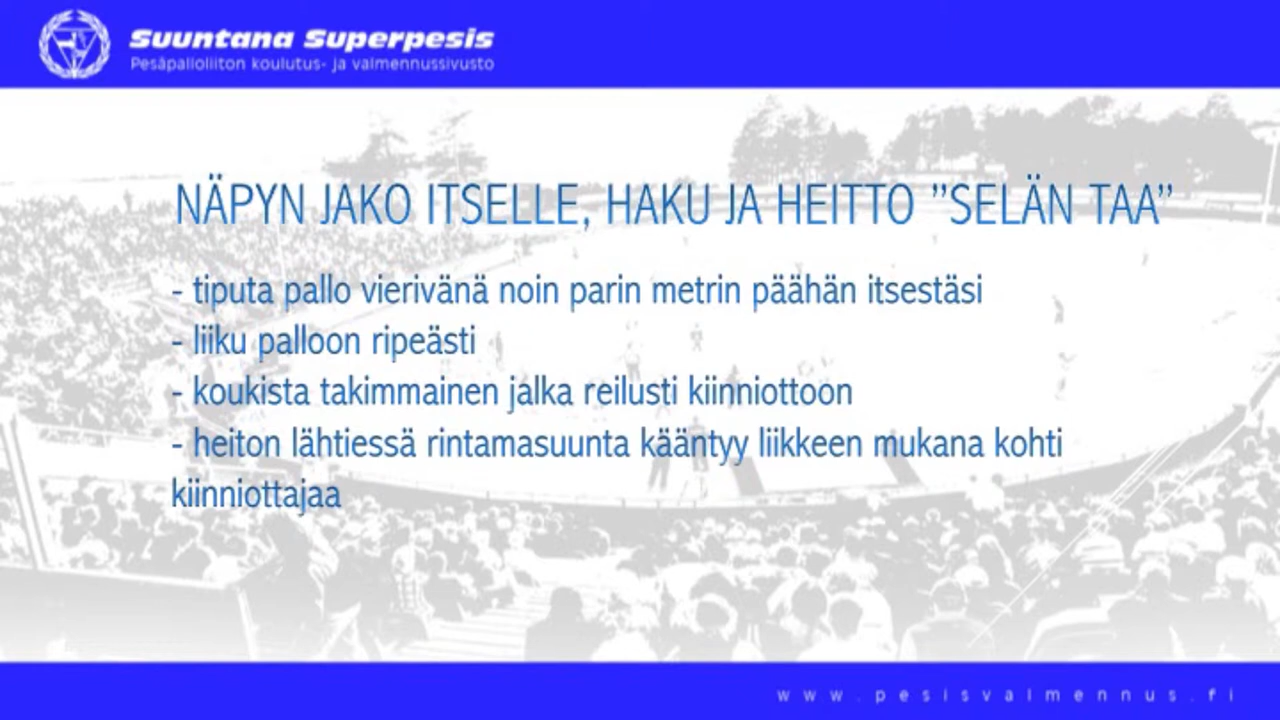 Suuntana Superpesis
Pesäpalloliiton koulutus- ja valmennussivusto
NÄPYN JAKO ITSELLE, HAKU JA HEITTO ”SELÄN TAA”
- tiputa pallo vierivänä noin parin metrin päähän itsestäsi
- liiku palloon ripeästi
- koukista takimmainen jalka reilusti kiinniottoon
- heiton lähtiessä rintamasuunta kääntyy liikkeen mukana kohti
kiinniottajaa
www.pesisvalmennus.fi